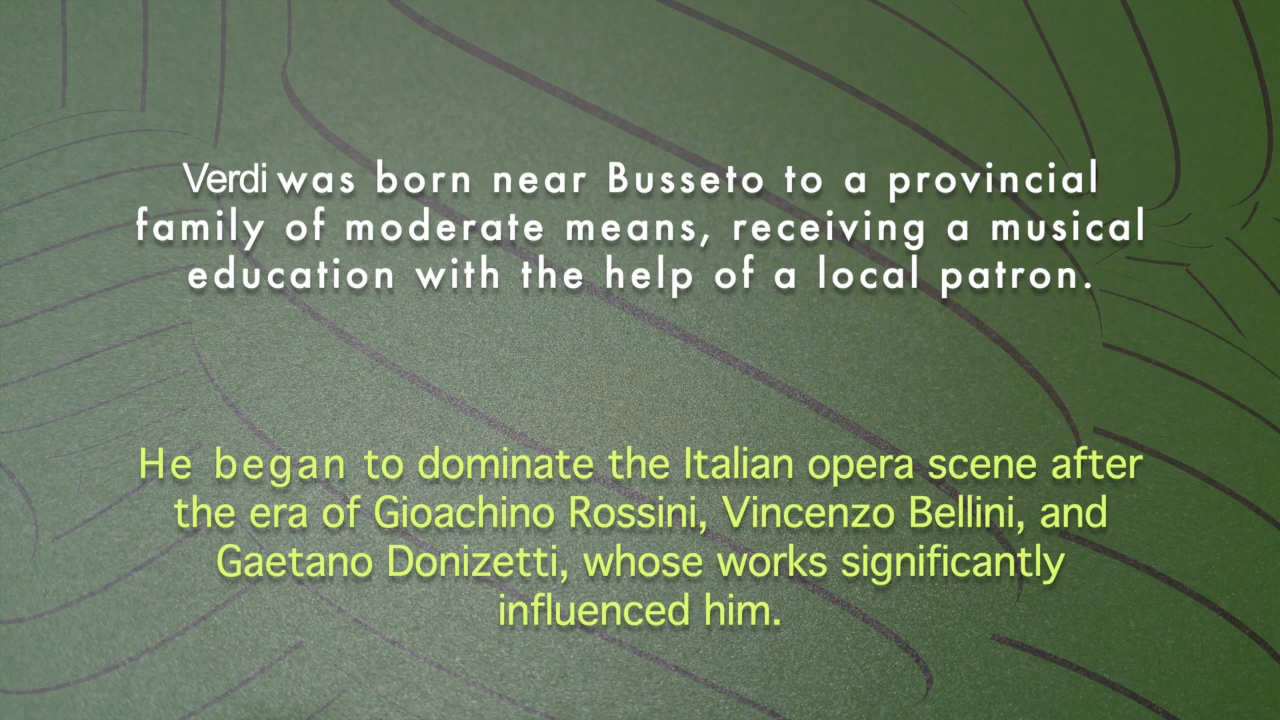 Verdi was born near Busseto to a provincial
family of moderate means, receiving a musical
education with the help of a local patron.
He began to dominate the Italian opera scene after
the era of Gioachino Rossini, Vincenzo Bellini, and
Gaetano Donizetti, whose works significantly
influenced him.